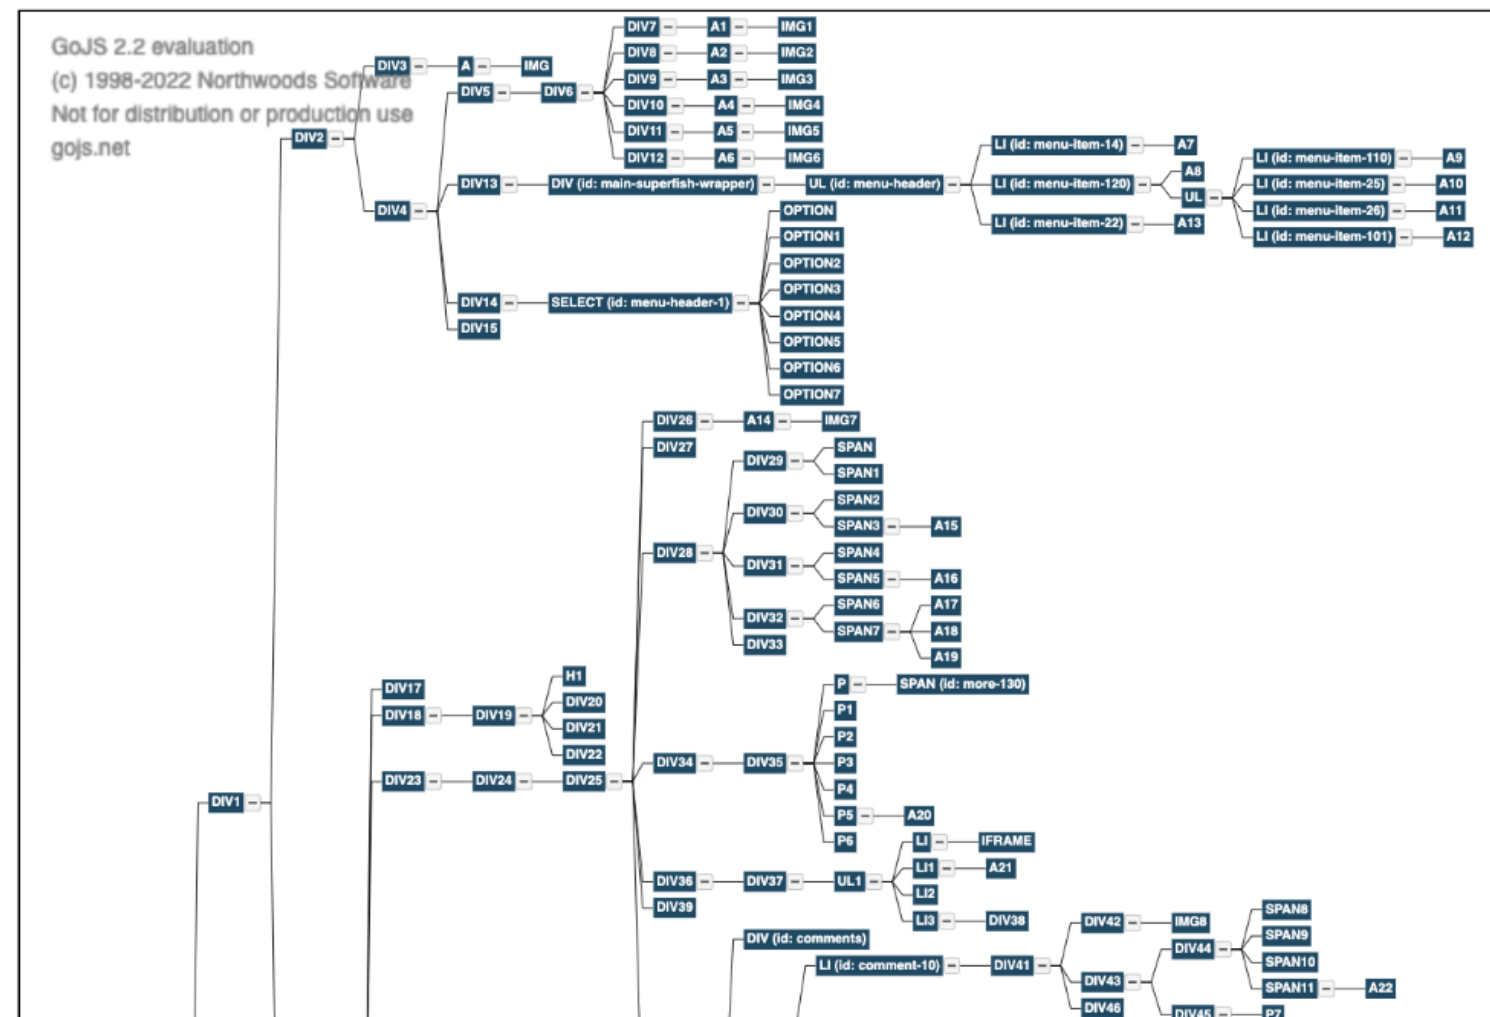 GoJS 2.2 evaluation
(c) 1998-2022 Northwoods Software
Not for distribution or production use
gojs.net
DIV7 A1 IMG1
DIV8 A2 IMG2
DIV3 A IMG
DIV9 A3 IMG3
DIV5 DIV6
DIV10 A4 IMG4
DIV11 A5 IMG5
DIV2
LI (id: menu-item-14) A7
DIV12 A6 IMG6
LI (id: menu-item-110) A9
A8
DIV13 DIV (id: main-superfish-wrapper) UL (id: menu-header) LI (id: menu-item-120) LI (id: menu-item-25) A10
UL
DIV4 OPTION LI (id: menu-item-26) A11
LI (id: menu-item-22) A13
OPTION1 LI (id: menu-item-101) A12
OPTION2
OPTION3
DIV14 SELECT (id: menu-header-1)
OPTION4
DIV15
OPTION5
OPTION6
OPTION7
DIV26 A14 IMG7
DIV27 SPAN
DIV29
SPAN1
SPAN2
DIV30
SPAN3 A15
DIV28 SPAN4
DIV31
SPAN5 A16
SPAN6 A17
DIV32
SPAN7 A18
DIV33
A19
H1
DIV17 P SPAN (id: more-130)
DIV20
DIV18 DIV19 P1
DIV21
P2
DIV22
DIV34 DIV35 P3
DIV23 DIV24 DIV25
P4
DIV1
P5 A20
P6 LI IFRAME
LI1 A21
DIV36 DIV37 UL1
LI2
DIV39 SPAN8
LI3 DIV38 DIV42 IMG8
DIV (id: comments) SPAN9
DIV44
LI (id: comment-10) DIV41 SPAN10
DIV43
SPAN11 A22
DIV46
DIV45 P7